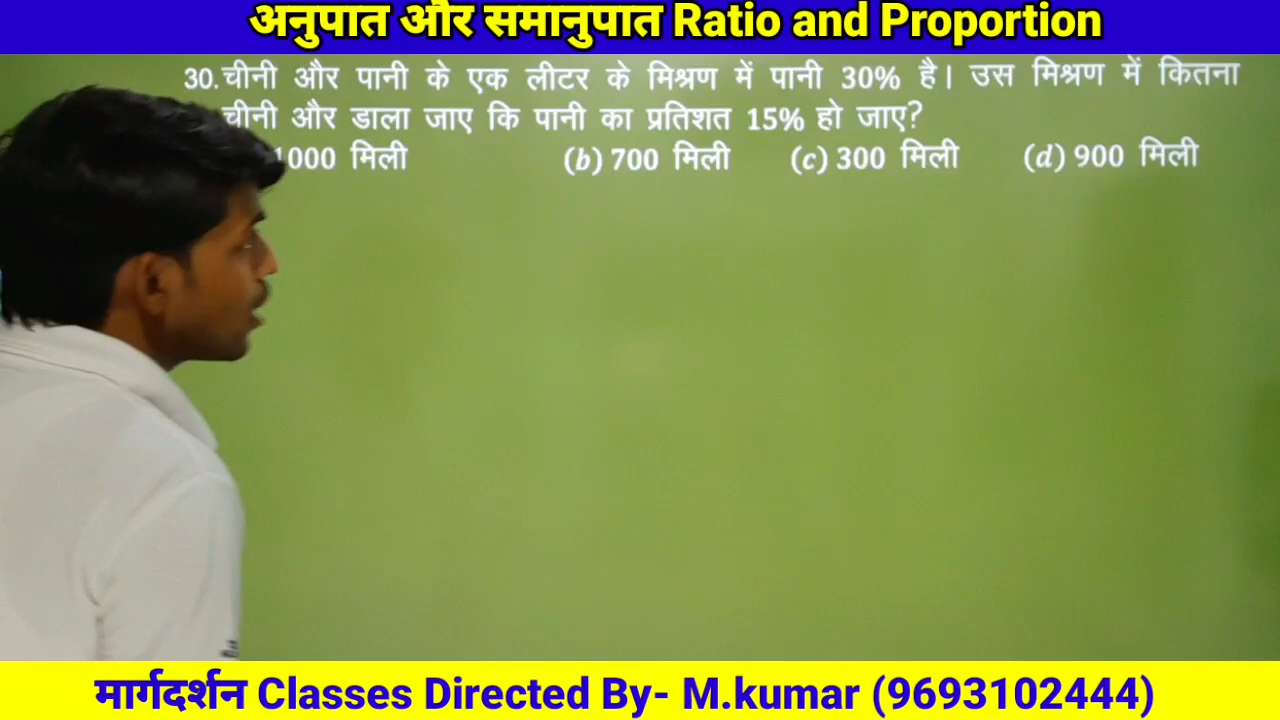 अनुपात और समानुपात Ratio and Proportion
30. चीनी और पानी के एक लीटर के मिश्रण में पानी 30% है। उस मिश्रण में कितना
चीनी और डाला जाए कि पानी का प्रतिशत 15% हो जाए?
1000 मिली (b) 700 मिली (c) 300 मिली (d) 900 मिली
मार्गदर्शन Classes Directed By- M.kumar (9693102444)